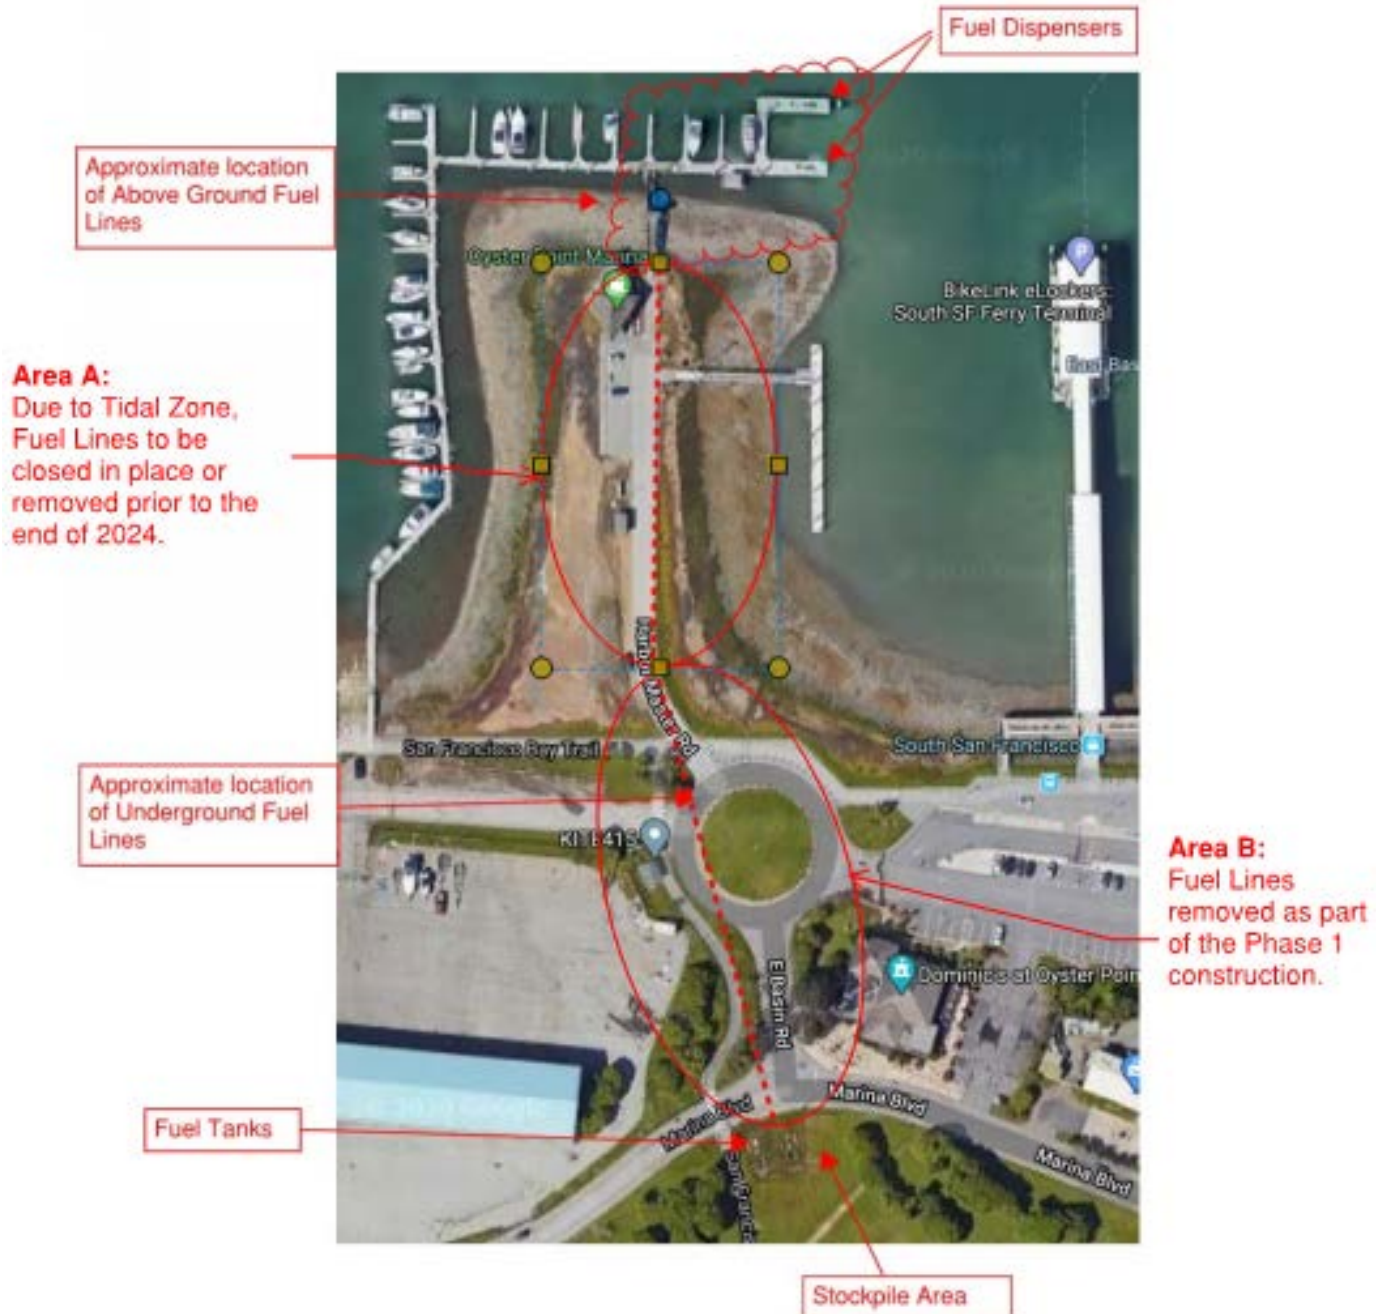 Fuel Dispensers
Approximate location
of Above Ground Fuel
Lines
Oyster Point Marina
BikeLink eLockers:
South SF Ferry Terminal
East Bas
Area A:
Due to Tidal Zone,
Fuel Lines to be
closed in place or
removed prior to the
end of 2024.
Harbor Master Rd
San Francisco Bay Trail
South San Francisco
Approximate location
of Underground Fuel
Lines
Area B:
Fuel Lines
removed as part
of the Phase 1
construction.
Dominic's at Oyster Poin
E Basin Rd
Marina Blvd
Marina Blvd
Marina Blvd
Fuel Tanks
Stockpile Area